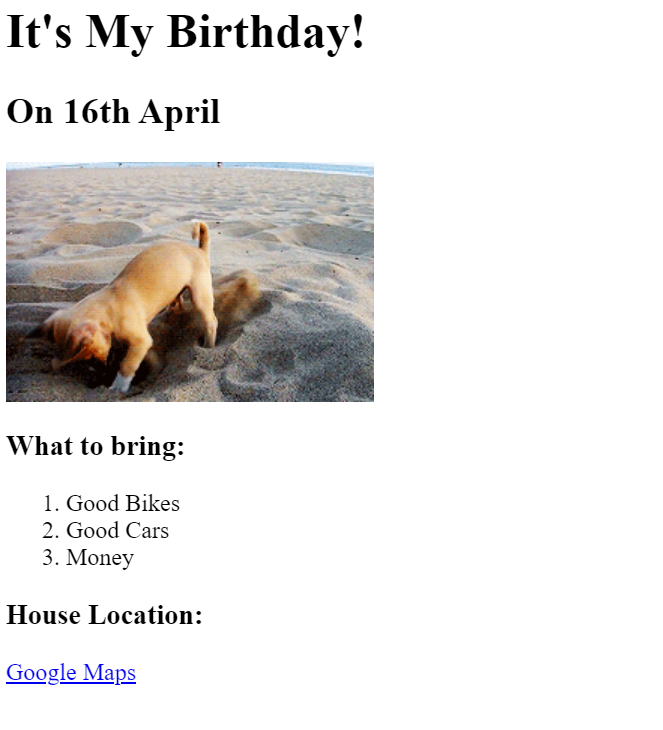 It's My Birthday!
On 16th April
What to bring:
1. Good Bikes
2. Good Cars
3. Money
House Location:
Google Maps